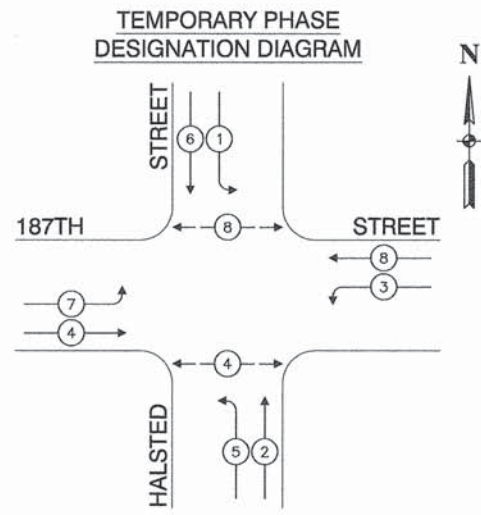 TEMPORARY PHASE
DESIGNATION DIAGRAM
N
STREET
6
1
187TH
8
STREET
8
7
3
4
4
HALSTED
5
2